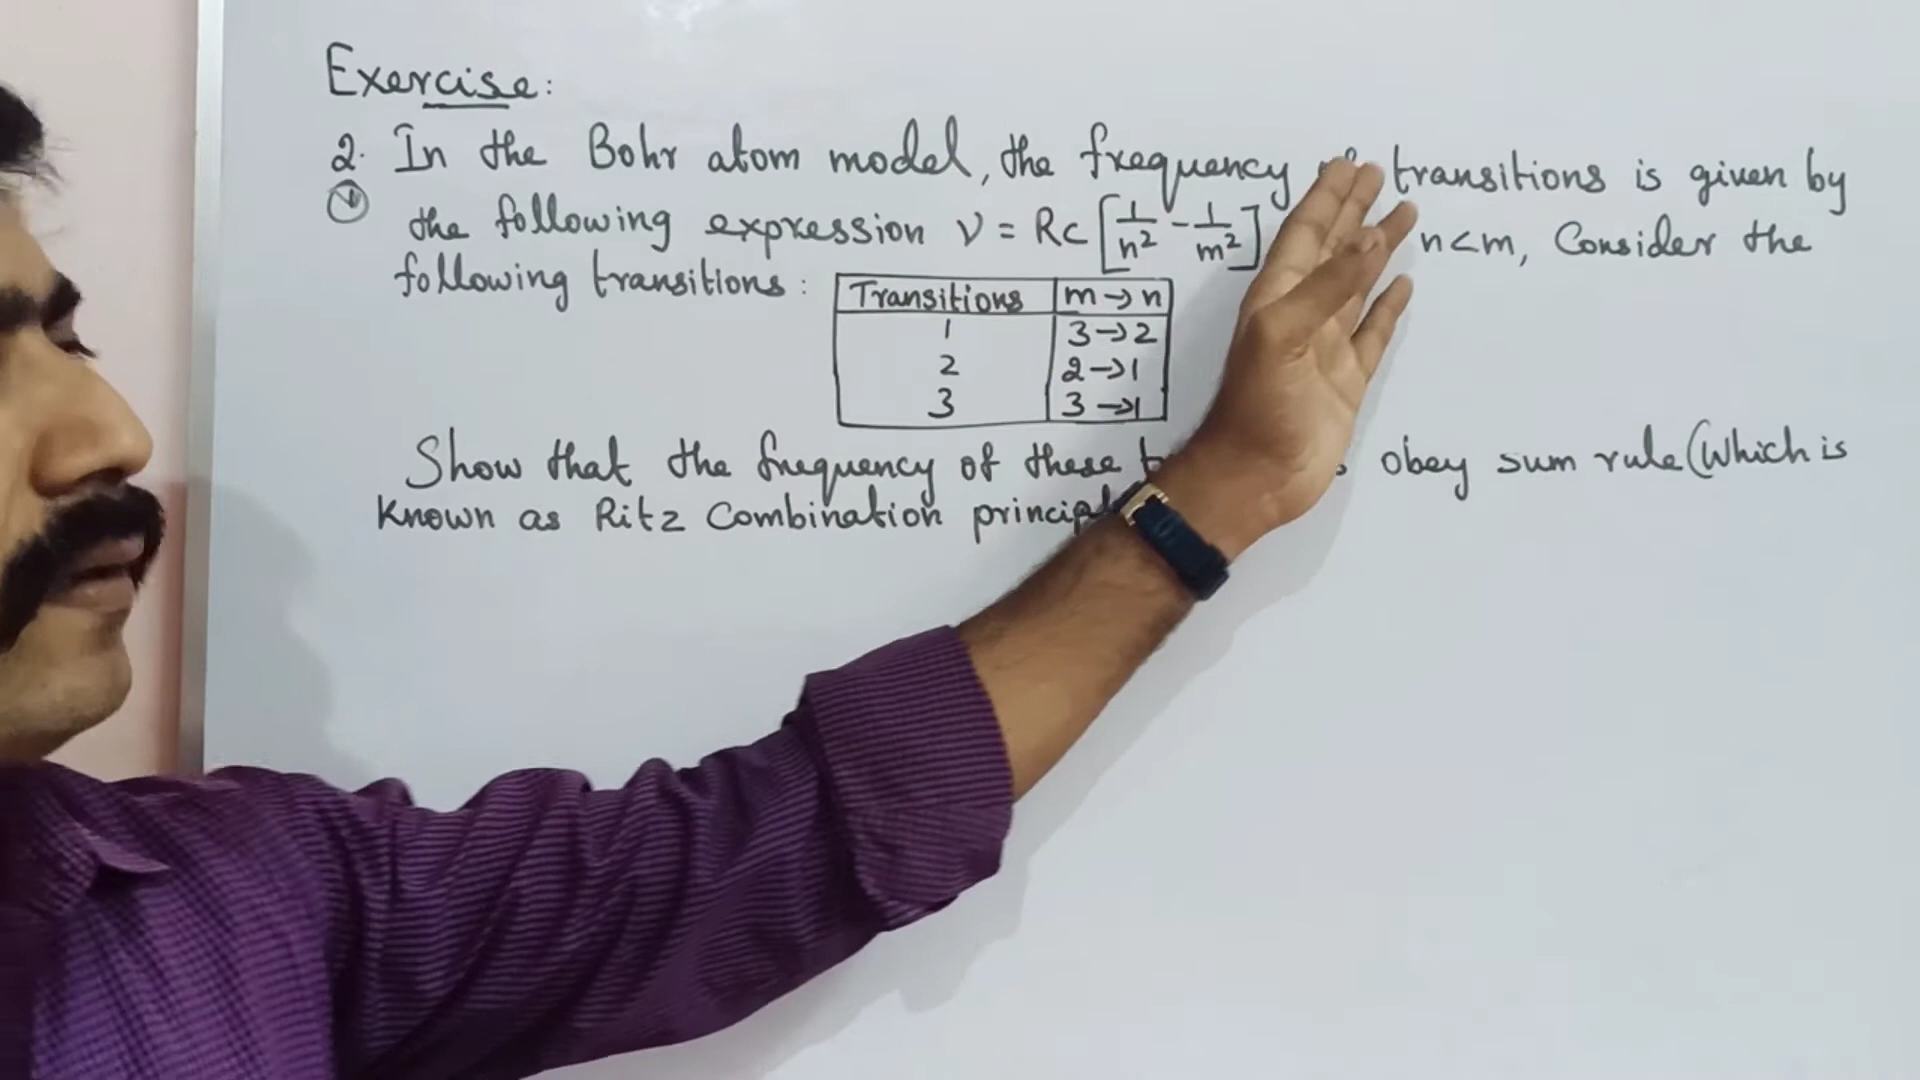 Exercise:
2. In the Bohr atom model, the frequency transitions is given by
the following expression ν = Rc [1/n² - 1/m²] n<m, Consider the
following transitions:
Transitions m→n
1 3→2
2 2→1
3 3→1
Show that the frequency of these obey sum rule (Which is
Known as Ritz Combination